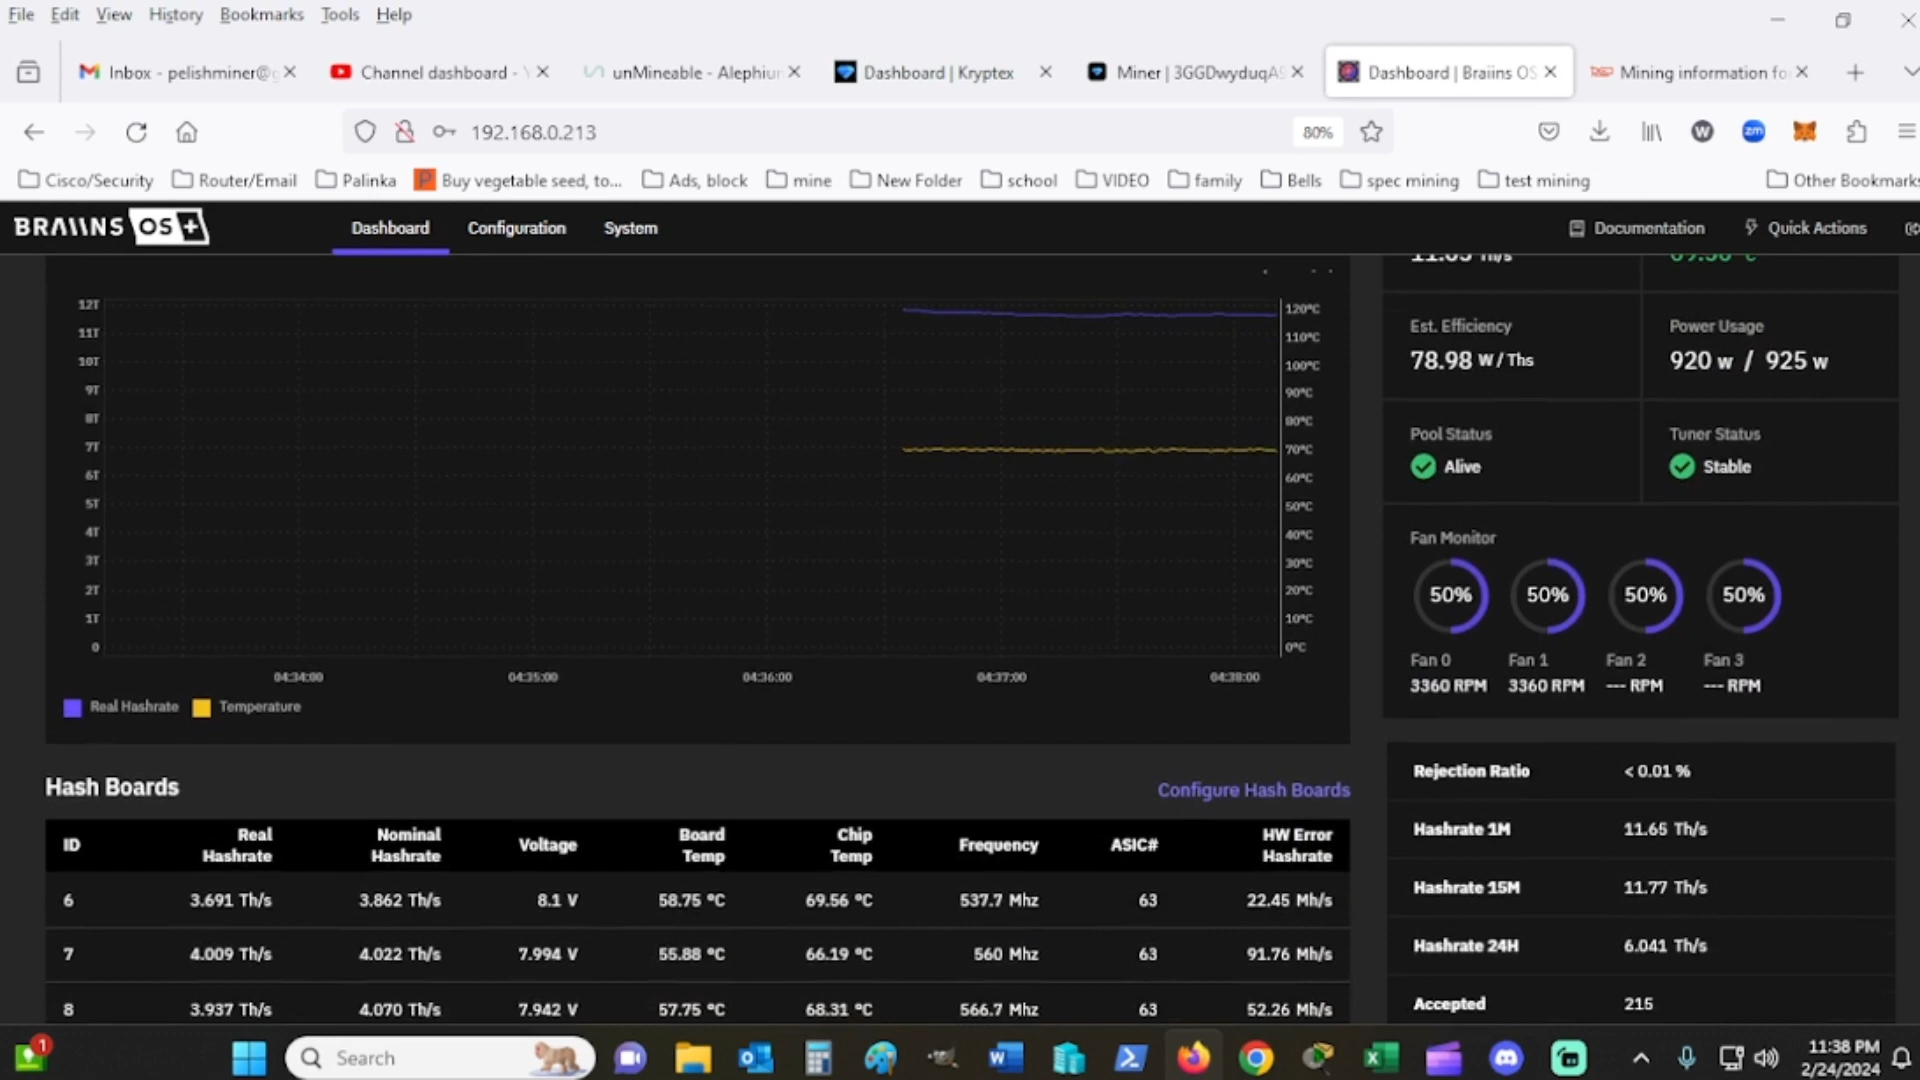 File Edit View History Bookmarks Tools Help
Inbox - pelishminer@g Channel dashboard - unMineable - Alephium Dashboard | Kryptex Miner | 3GGDwyduqAS Dashboard | Braiins OS Mining information fo
192.168.0.213 80%
Cisco/Security Router/Email Palinka Buy vegetable seed, to... Ads, block mine New Folder school VIDEO family Bells spec mining test mining Other Bookmarks
BRAIINS OS+ Dashboard Configuration System Documentation Quick Actions
12T
11T
10T
9T
8T
7T
6T
5T
4T
3T
2T
1T
0
120°C
110°C
100°C
90°C
80°C
70°C
60°C
50°C
40°C
30°C
20°C
10°C
0°C
04:34:00 04:35:00 04:36:00 04:37:00 04:38:00
Real Hashrate Temperature
Est. Efficiency
78.98 W / Ths
Power Usage
920 W / 925 W
Pool Status
Alive
Tuner Status
Stable
Fan Monitor
50% 50% 50% 50%
Fan 0 Fan 1 Fan 2 Fan 3
3360 RPM 3360 RPM --- RPM --- RPM
Hash Boards Configure Hash Boards
ID Real Hashrate Nominal Hashrate Voltage Board Temp Chip Temp Frequency ASIC# HW Error Hashrate
6 3.691 Th/s 3.862 Th/s 8.1 V 58.75 °C 69.56 °C 537.7 Mhz 63 22.45 Mh/s
7 4.009 Th/s 4.022 Th/s 7.994 V 55.88 °C 66.19 °C 560 Mhz 63 91.76 Mh/s
8 3.937 Th/s 4.070 Th/s 7.942 V 57.75 °C 68.31 °C 566.7 Mhz 63 52.26 Mh/s
Rejection Ratio < 0.01 %
Hashrate 1M 11.65 Th/s
Hashrate 15M 11.77 Th/s
Hashrate 24H 6.041 Th/s
Accepted 215
1 Search zm W
11:38 PM
2/24/2024